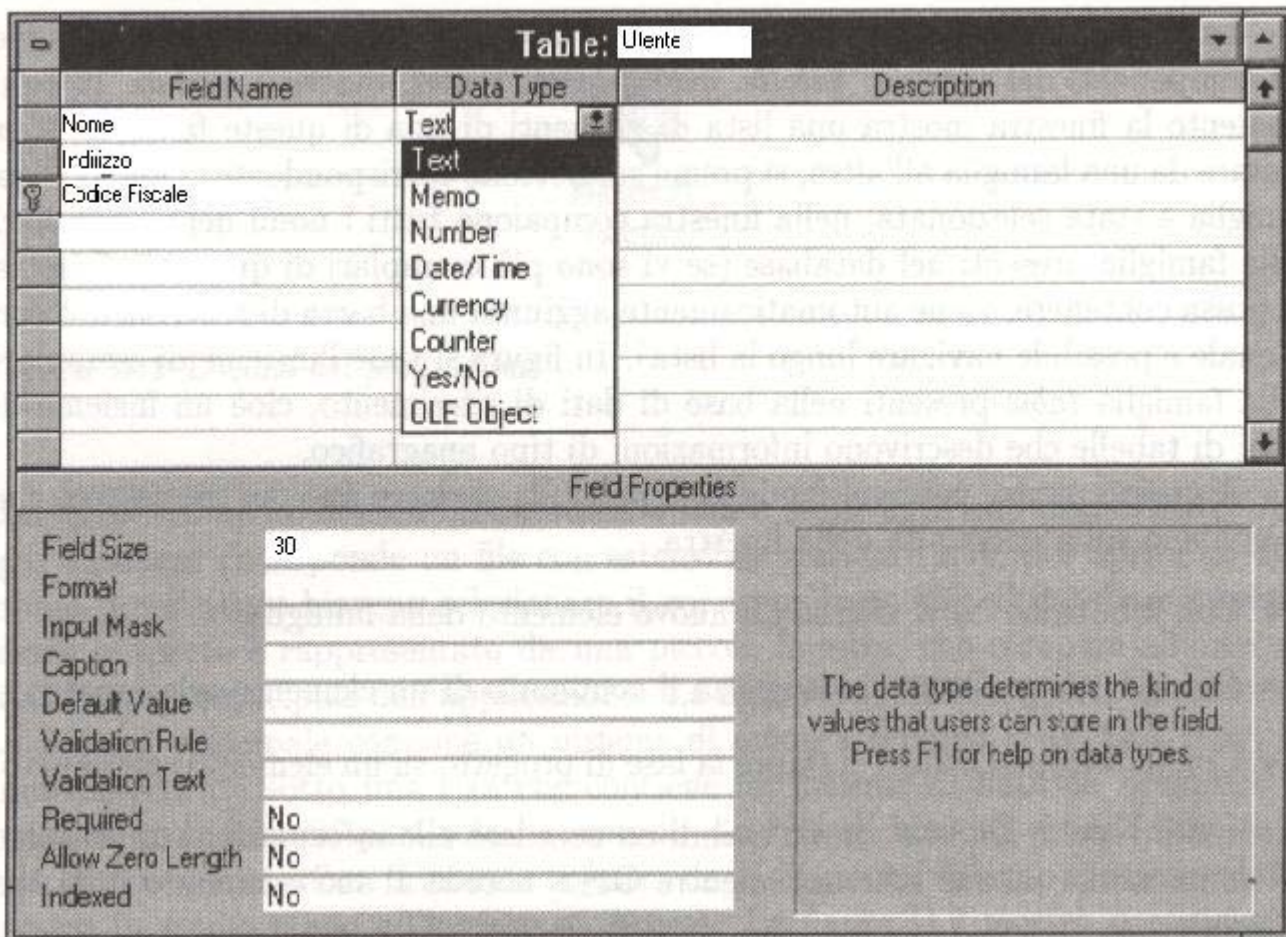 Table: Utente
Field Name Data Type Description
Nome Text
Indirizzo Text
Codice Fiscale Memo
Number
Date/Time
Currency
Counter
Yes/No
OLE Object
Field Properties
Field Size 30
Format
Input Mask
Caption
Default Value
Validation Rule
Validation Text
Required No
Allow Zero Length No
Indexed No
The data type determines the kind of
values that users can store in the field.
Press F1 for help on data types.